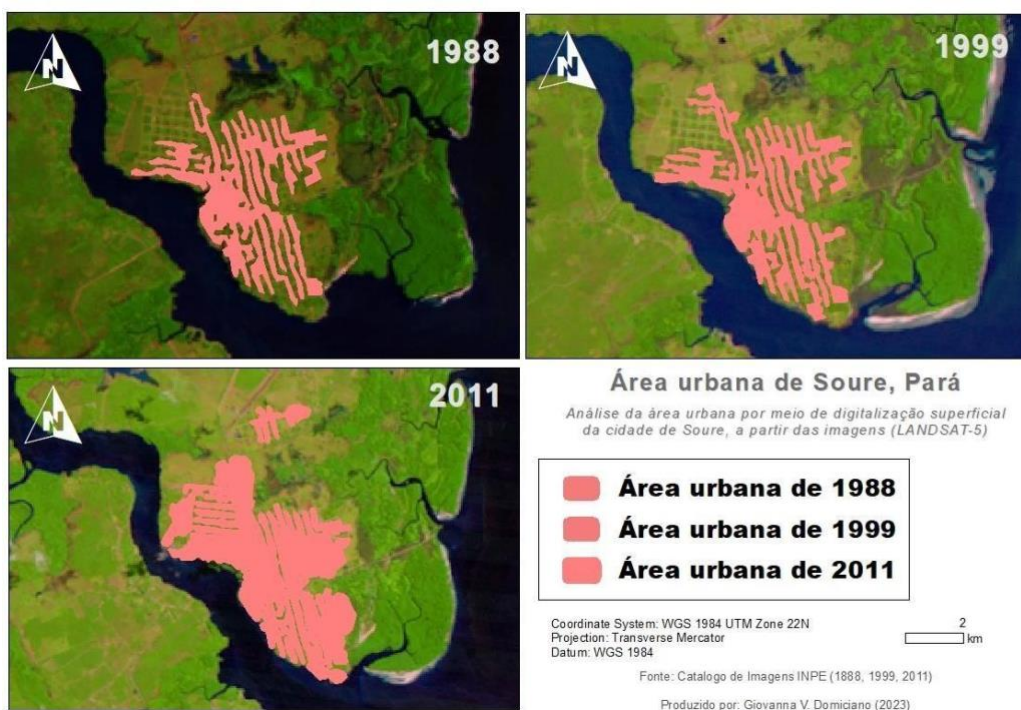 1988
N
1999
N
2011
N
Área urbana de Soure, Pará
Análise da área urbana por meio de digitalização superficial
da cidade de Soure, a partir das imagens (LANDSAT-5)
Área urbana de 1988
Área urbana de 1999
Área urbana de 2011
Coordinate System: WGS 1984 UTM Zone 22N
Projection: Transverse Mercator
Datum: WGS 1984
2
km
Fonte: Catalogo de Imagens INPE (1888, 1999, 2011)
Produzido por: Giovanna V. Domiciano (2023)